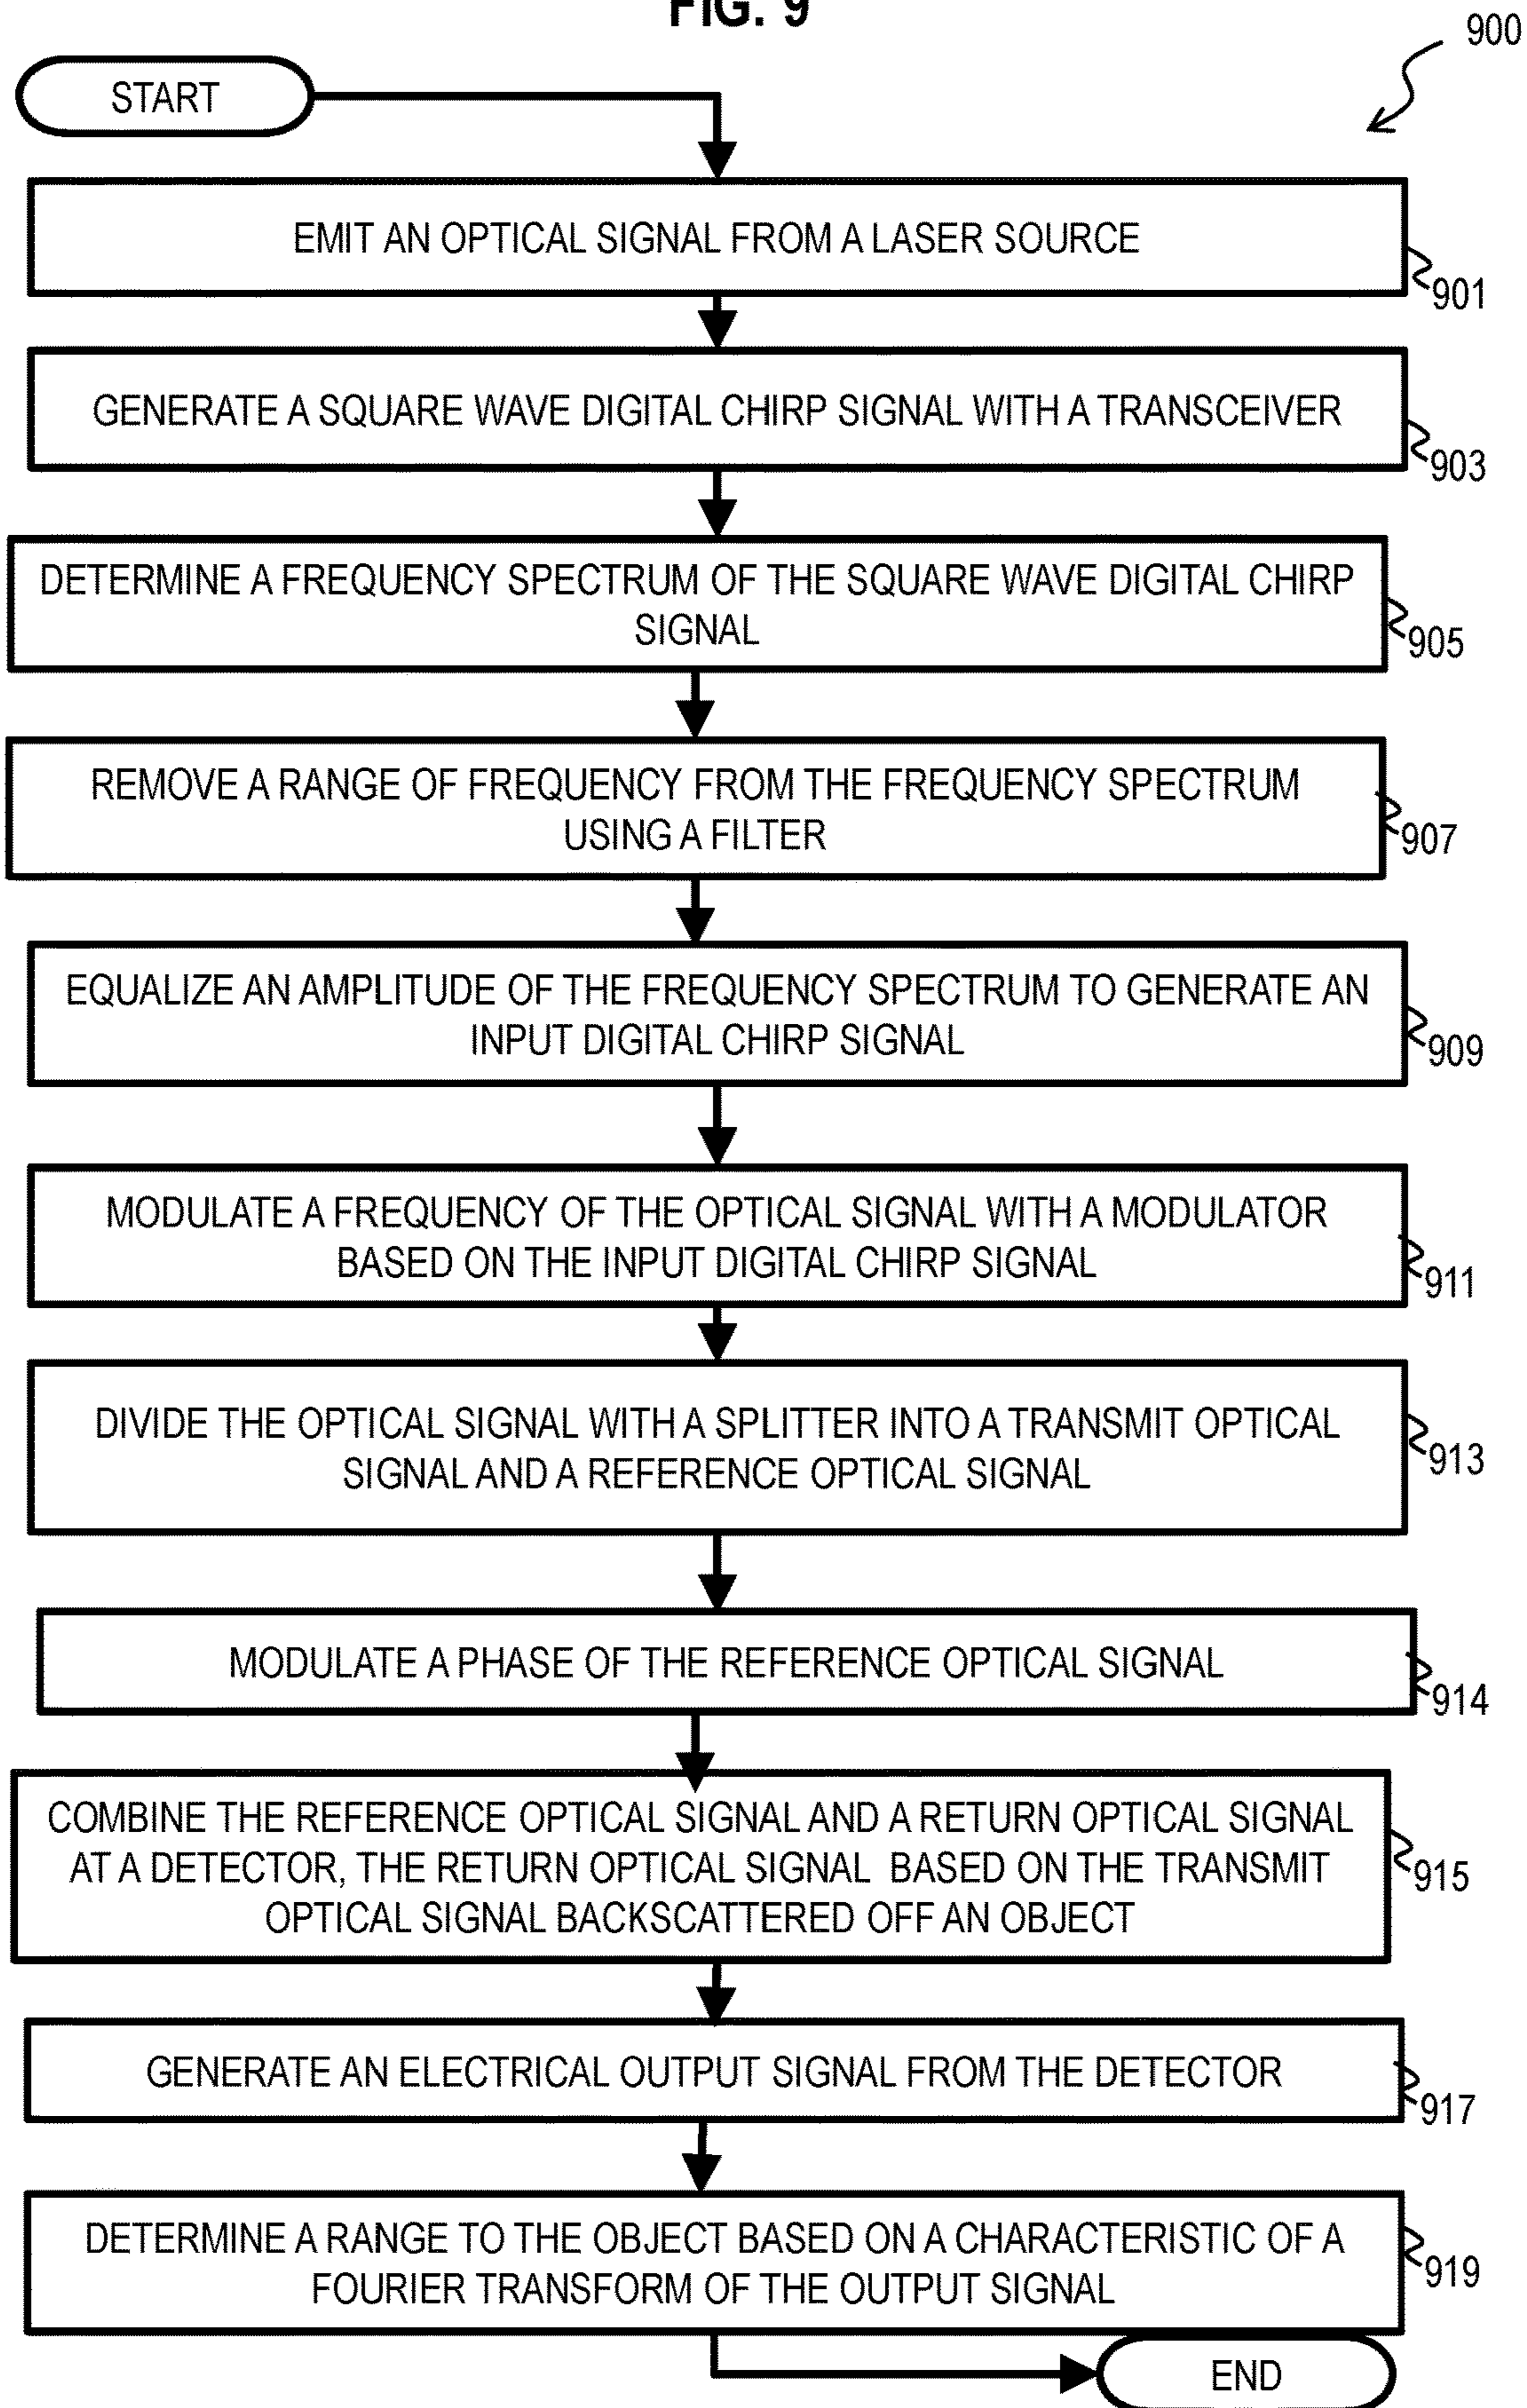 FIG. 9
900
START
EMIT AN OPTICAL SIGNAL FROM A LASER SOURCE
901
GENERATE A SQUARE WAVE DIGITAL CHIRP SIGNAL WITH A TRANSCEIVER
903
DETERMINE A FREQUENCY SPECTRUM OF THE SQUARE WAVE DIGITAL CHIRP
SIGNAL
905
REMOVE A RANGE OF FREQUENCY FROM THE FREQUENCY SPECTRUM
USING A FILTER
907
EQUALIZE AN AMPLITUDE OF THE FREQUENCY SPECTRUM TO GENERATE AN
INPUT DIGITAL CHIRP SIGNAL
909
MODULATE A FREQUENCY OF THE OPTICAL SIGNAL WITH A MODULATOR
BASED ON THE INPUT DIGITAL CHIRP SIGNAL
911
DIVIDE THE OPTICAL SIGNAL WITH A SPLITTER INTO A TRANSMIT OPTICAL
SIGNAL AND A REFERENCE OPTICAL SIGNAL
913
MODULATE A PHASE OF THE REFERENCE OPTICAL SIGNAL
914
COMBINE THE REFERENCE OPTICAL SIGNAL AND A RETURN OPTICAL SIGNAL
AT A DETECTOR, THE RETURN OPTICAL SIGNAL BASED ON THE TRANSMIT
OPTICAL SIGNAL BACKSCATTERED OFF AN OBJECT
915
GENERATE AN ELECTRICAL OUTPUT SIGNAL FROM THE DETECTOR
917
DETERMINE A RANGE TO THE OBJECT BASED ON A CHARACTERISTIC OF A
FOURIER TRANSFORM OF THE OUTPUT SIGNAL
919
END